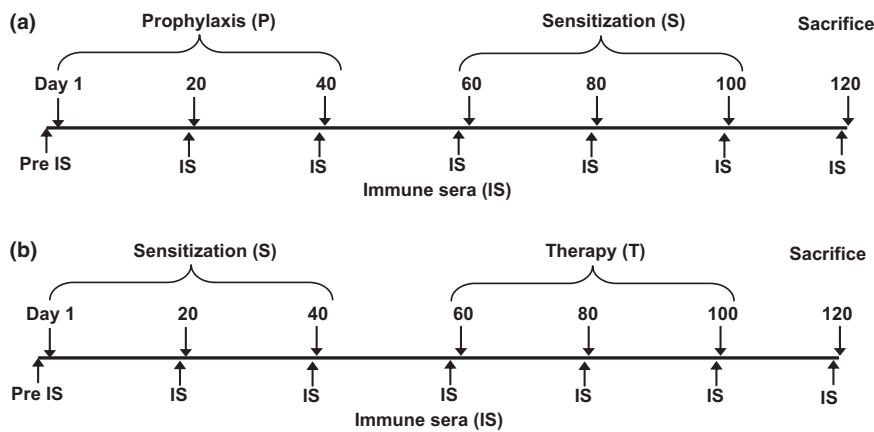 (a) Prophylaxis (P) Sensitization (S) Sacrifice
Day 1 20 40 60 80 100 120
Pre IS IS IS IS IS IS IS
Immune sera (IS)
(b) Sensitization (S) Therapy (T) Sacrifice
Day 1 20 40 60 80 100 120
Pre IS IS IS IS IS IS IS
Immune sera (IS)